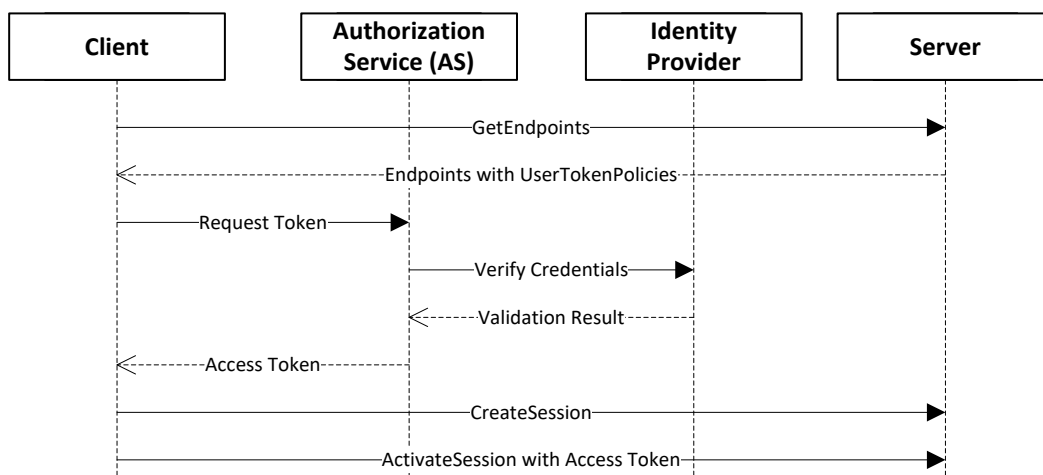 Client
Authorization
Service (AS)
Identity
Provider
Server
GetEndpoints
Endpoints with UserTokenPolicies
Request Token
Verify Credentials
Validation Result
Access Token
CreateSession
ActivateSession with Access Token